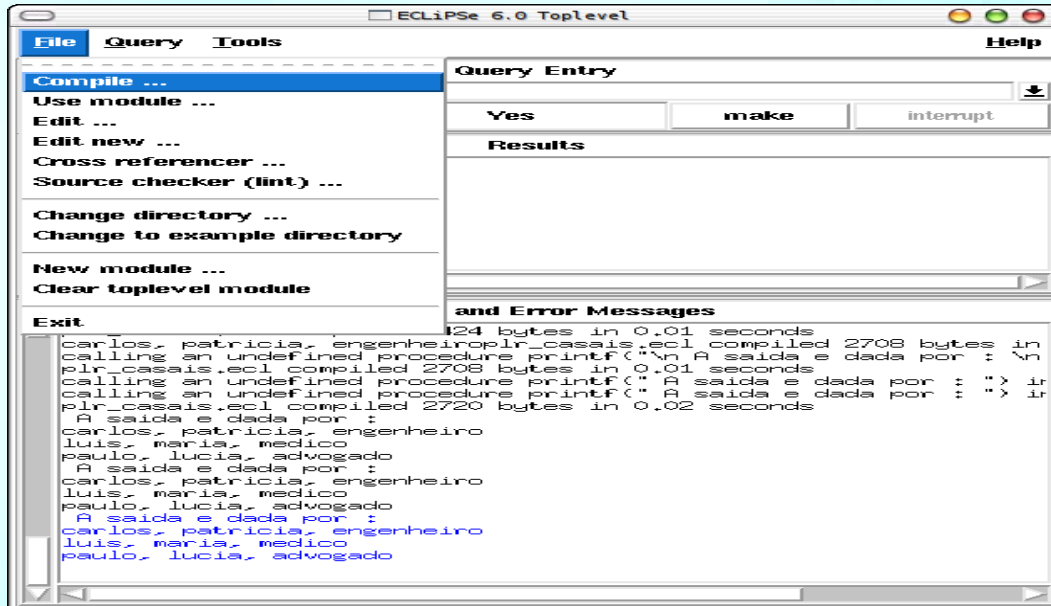 ECLiPSe 6.0 Toplevel
File Query Tools Help
Compile ...
Use module ...
Edit ...
Edit new ...
Cross referencer ...
Source checker (lint) ...
Change directory ...
Change to example directory
New module ...
Clear toplevel module
Exit
Query Entry
Yes make interrupt
Results
and Error Messages
424 bytes in 0.01 seconds
carlos, patricia, engenheiroplr_casais.ecl compiled 2708 bytes in
calling an undefined procedure printf("\n A saida e dada por : \n
plr_casais.ecl compiled 2708 bytes in 0.01 seconds
calling an undefined procedure printf(" A saida e dada por : ") in
calling an undefined procedure printf(" A saida e dada por : ") in
plr_casais.ecl compiled 2720 bytes in 0.02 seconds
A saida e dada por :
carlos, patricia, engenheiro
luis, maria, medico
paulo, lucia, advogado
A saida e dada por :
carlos, patricia, engenheiro
luis, maria, medico
paulo, lucia, advogado
A saida e dada por :
carlos, patricia, engenheiro
luis, maria, medico
paulo, lucia, advogado